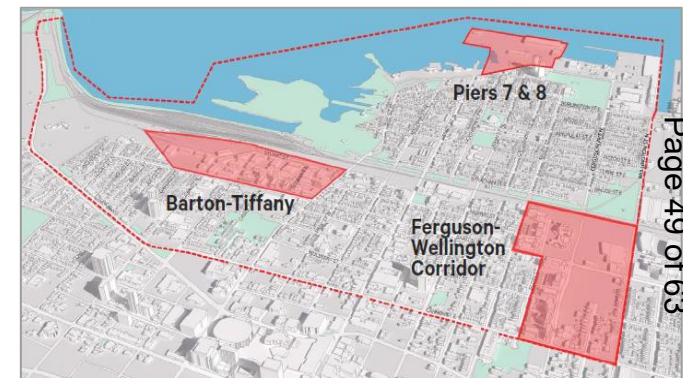 Piers 7 & 8
Barton-Tiffany
Ferguson-
Wellington
Corridor
Page 49 of 63